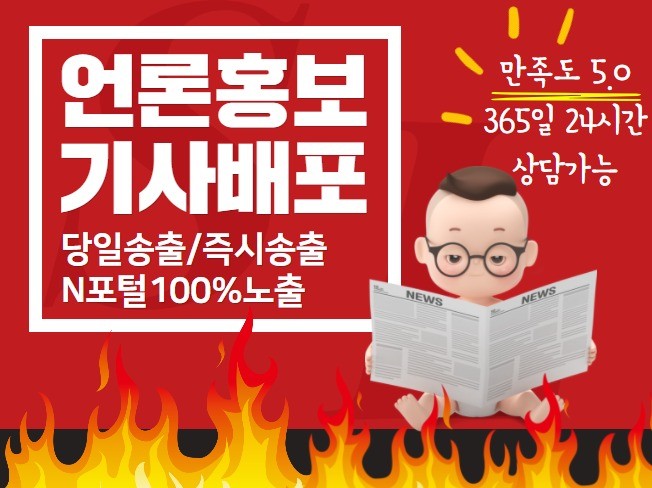 언론홍보
기사배포
당일송출/즉시송출
N포털100%노출
만족도 5.0
365일 24시간
상담가능
NEWS
NEWS